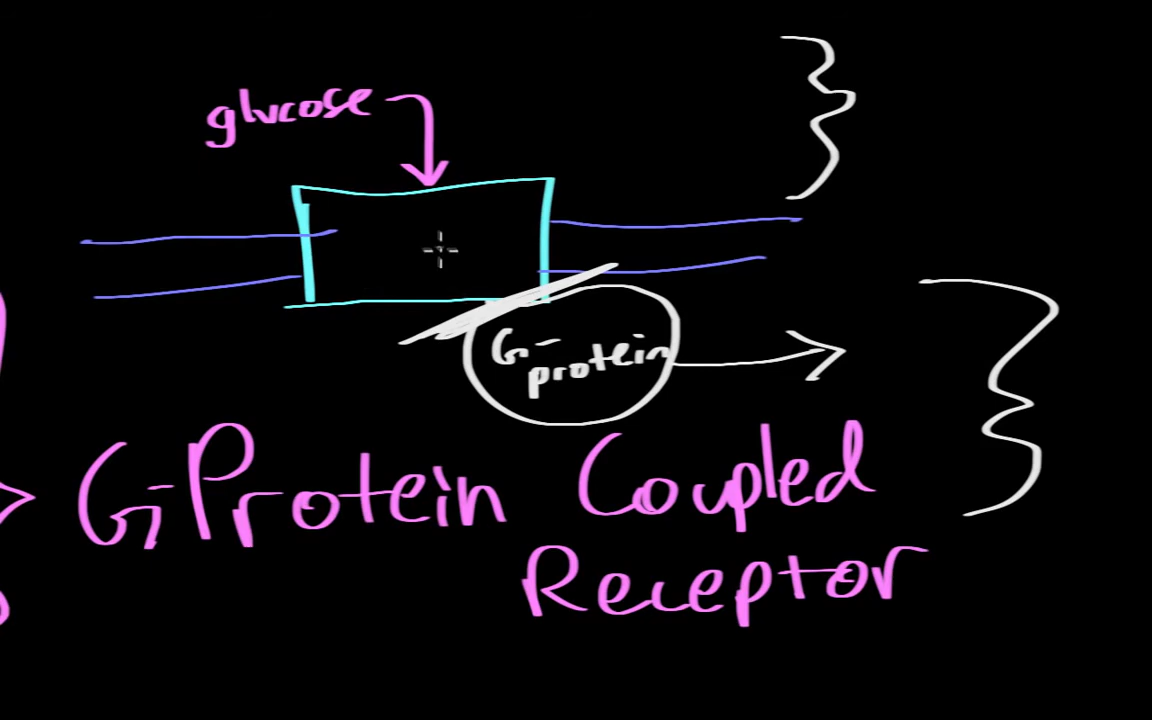 glucose
G-
protein
G Protein Coupled
Receptor